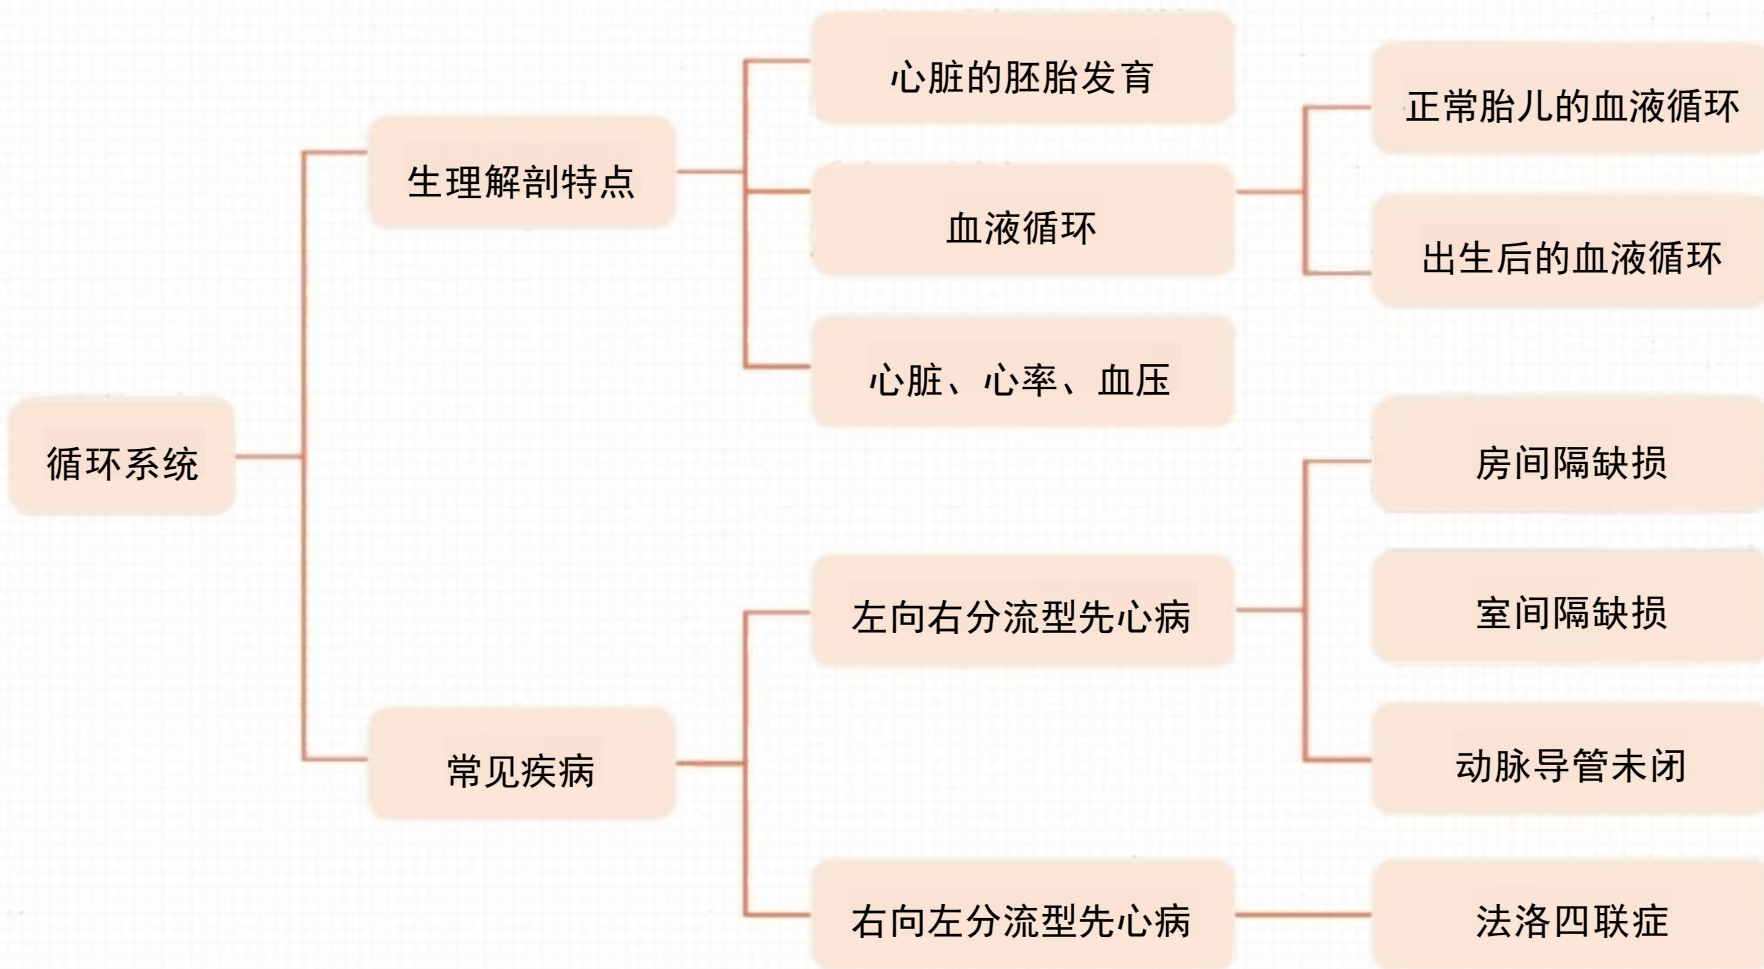 循环系统
生理解剖特点
心脏的胚胎发育
血液循环
正常胎儿的血液循环
出生后的血液循环
心脏、心率、血压
常见疾病
左向右分流型先心病
房间隔缺损
室间隔缺损
动脉导管未闭
右向左分流型先心病
法洛四联症